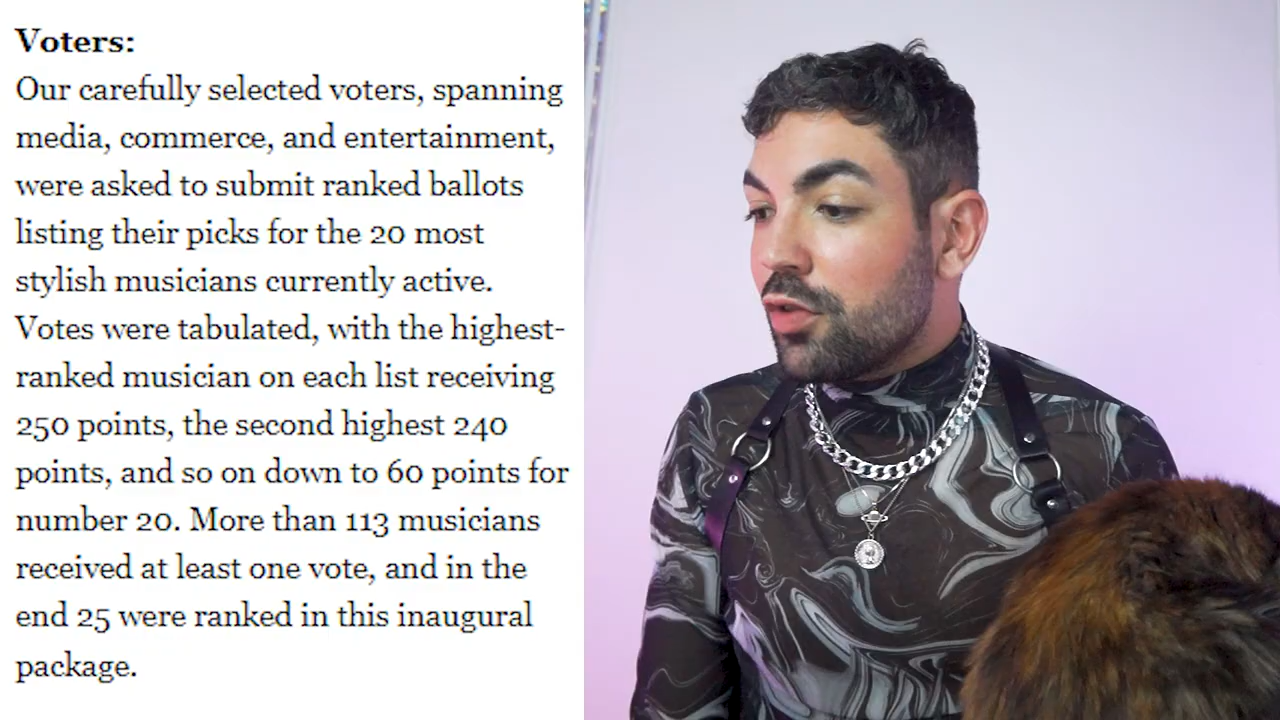 Voters:
Our carefully selected voters, spanning
media, commerce, and entertainment,
were asked to submit ranked ballots
listing their picks for the 20 most
stylish musicians currently active.
Votes were tabulated, with the highest-
ranked musician on each list receiving
250 points, the second highest 240
points, and so on down to 60 points for
number 20. More than 113 musicians
received at least one vote, and in the
end 25 were ranked in this inaugural
package.